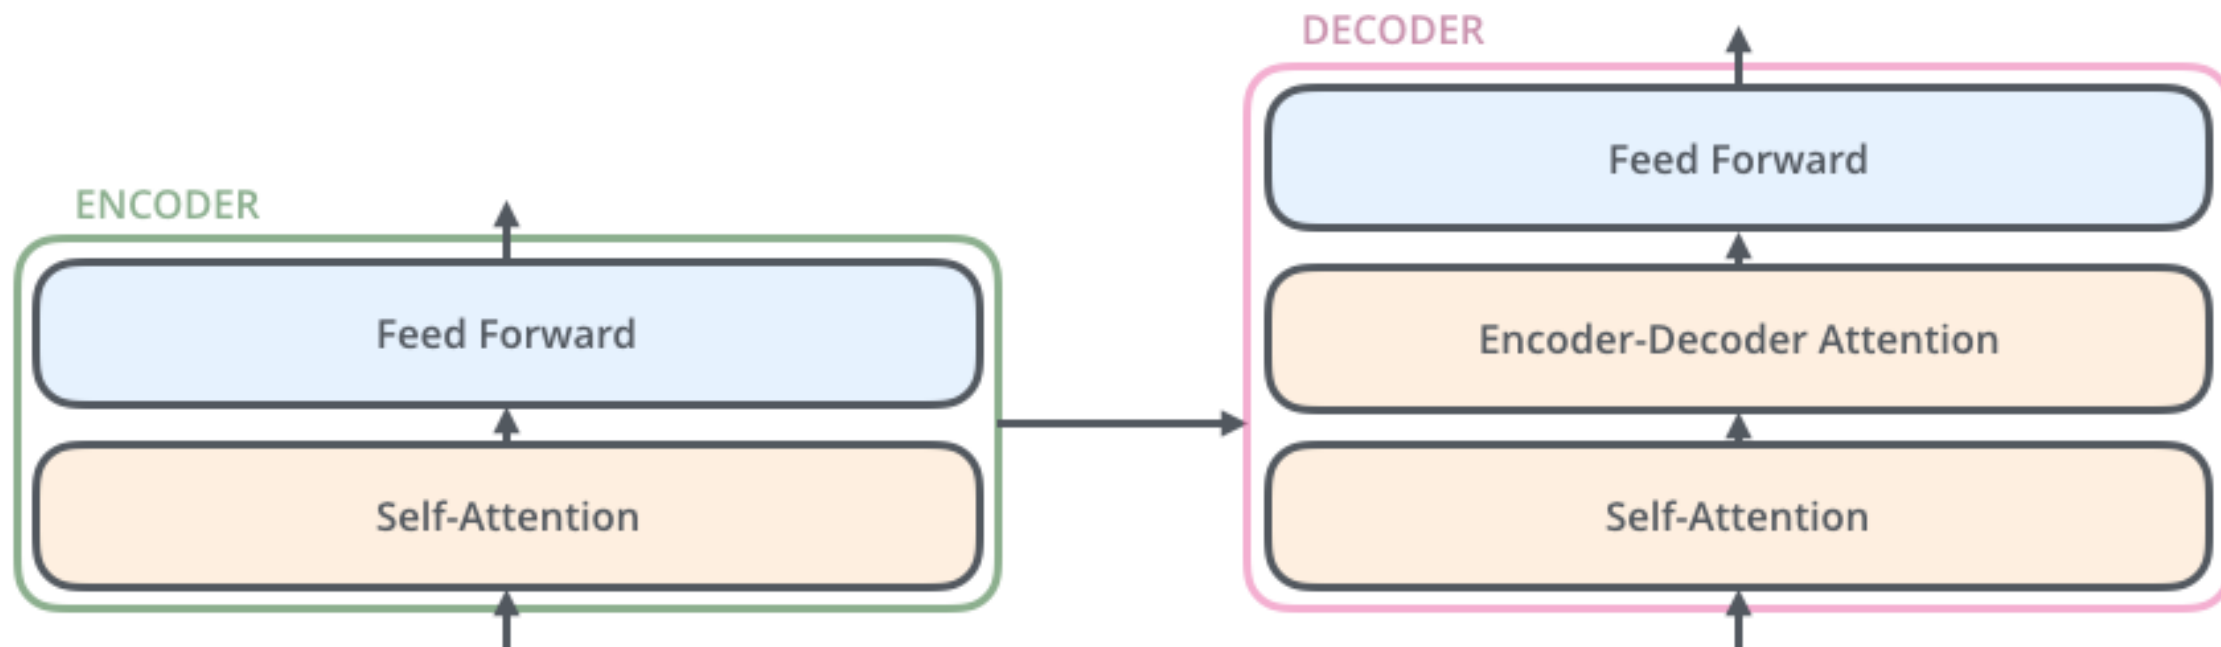 ENCODER
Feed Forward
Self-Attention
DECODER
Feed Forward
Encoder-Decoder Attention
Self-Attention